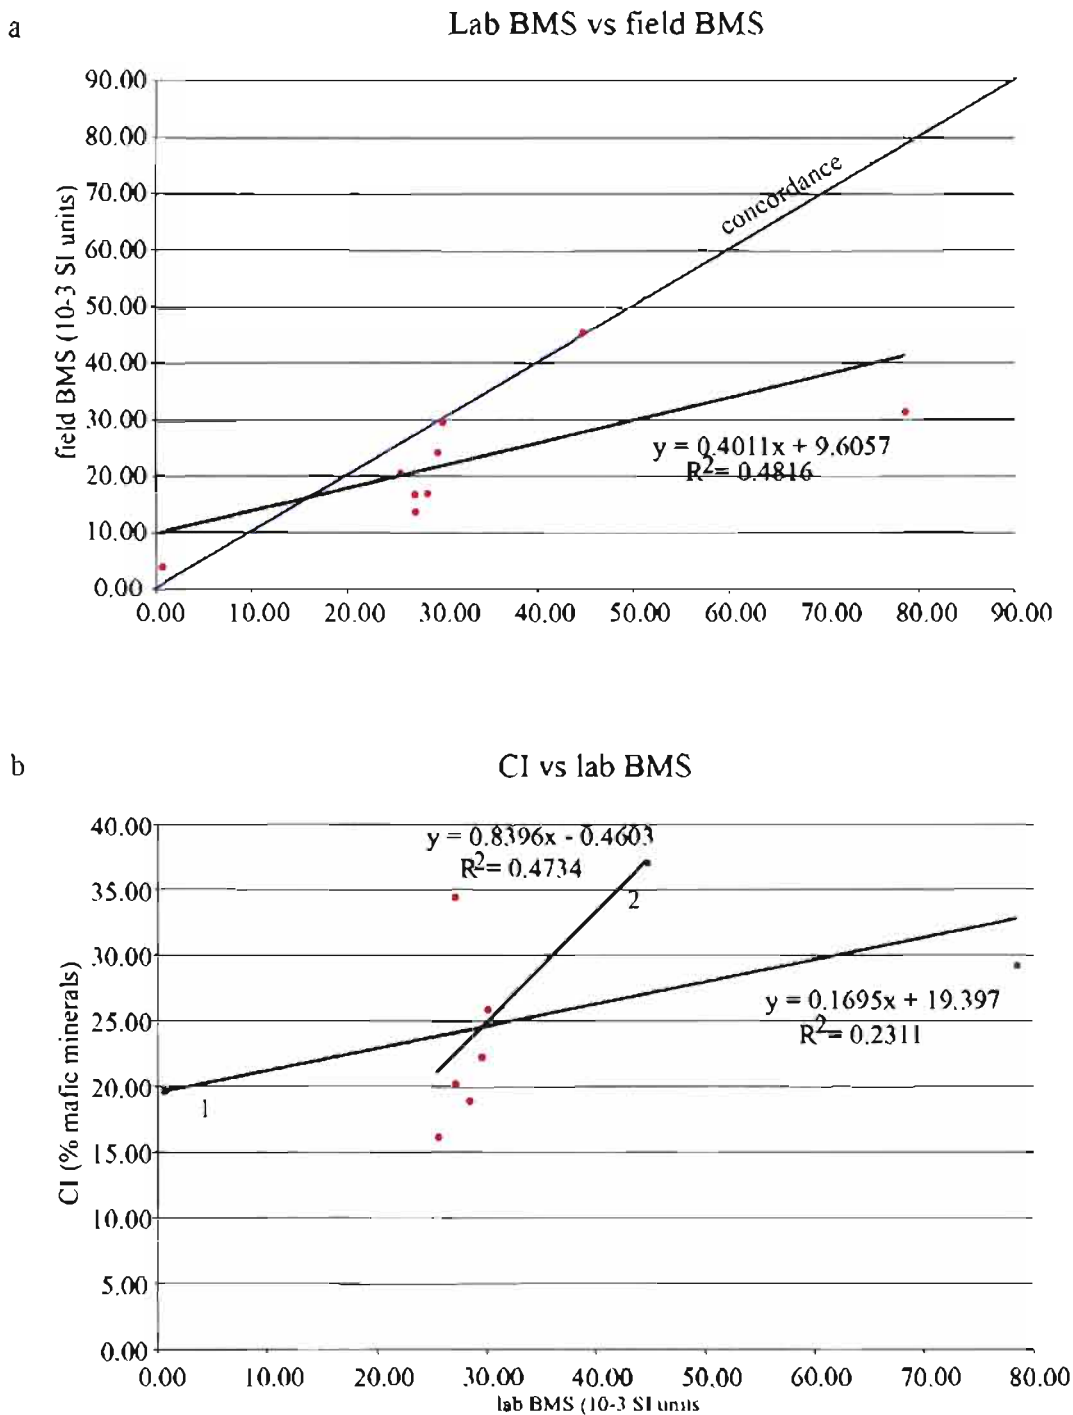 a
Lab BMS vs field BMS
90.00
80.00
70.00
60.00
50.00
40.00
30.00
20.00
10.00
0.00
field BMS (10-3 SI units)
concordance
y = 0.4011x + 9.6057
R2= 0.4816
0.00 10.00 20.00 30.00 40.00 50.00 60.00 70.00 80.00 90.00
b
CI vs lab BMS
40.00
35.00
30.00
25.00
20.00
15.00
10.00
5.00
0.00
CI (% mafic minerals)
y = 0.8396x - 0.4603
R2= 0.4734
2
y = 0.1695x + 19.397
R2= 0.2311
1
0.00 10.00 20.00 30.00 40.00 50.00 60.00 70.00 80.00
lab BMS (10-3 SI units